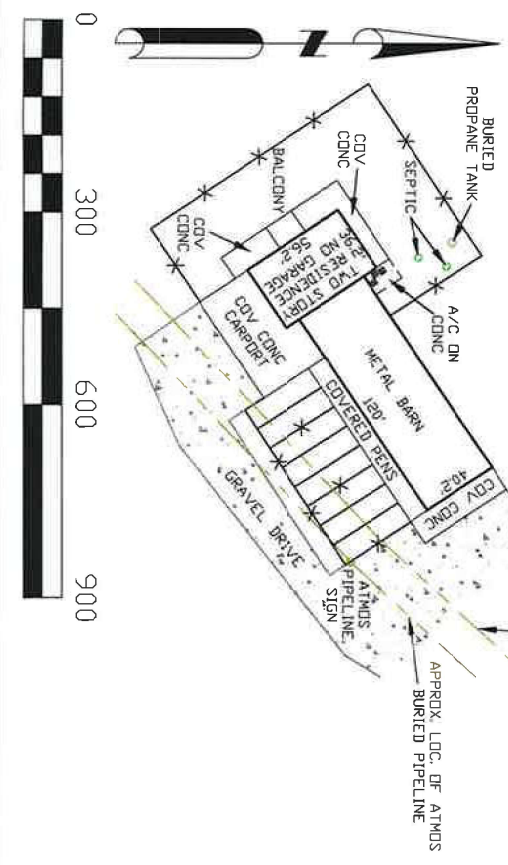 0
300
600
900
N
BURIED
PROPANE TANK
SEPTIC
A/C ON
CONC
COV
CONC
BALCONY
COV
CONC
36.2'
TWO STORY
RESIDENCE
NO GARAGE
56.2'
COV CONC
CARPORT
METAL BARN
120'
40.2'
COV CONC
COVERED PENS
GRAVEL DRIVE
ATMOS
PIPELINE
SIGN
APPROX. LOC. OF ATMOS
BURIED PIPELINE